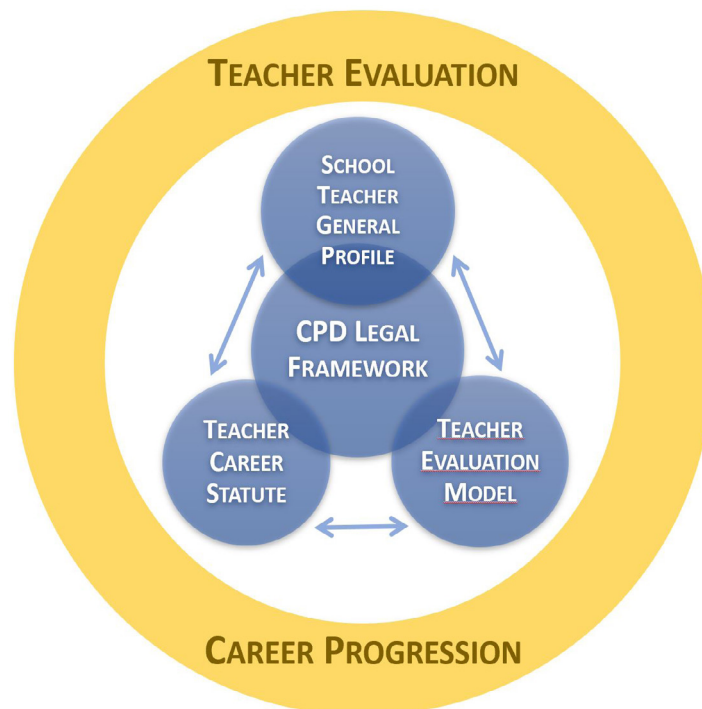 TEACHER EVALUATION
SCHOOL
TEACHER
GENERAL
PROFILE
CPD LEGAL
FRAMEWORK
TEACHER
CAREER
STATUTE
TEACHER
EVALUATION
MODEL
CAREER PROGRESSION